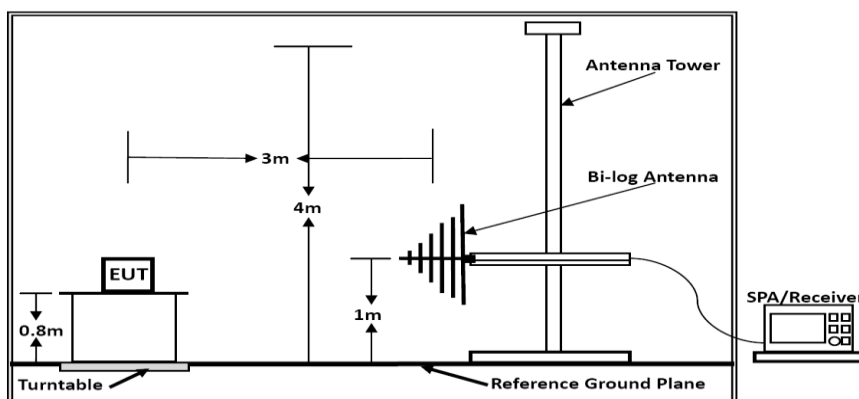 Antenna Tower
3m
Bi-log Antenna
4m
EUT
SPA/Receiver
0.8m
1m
Turntable
Reference Ground Plane